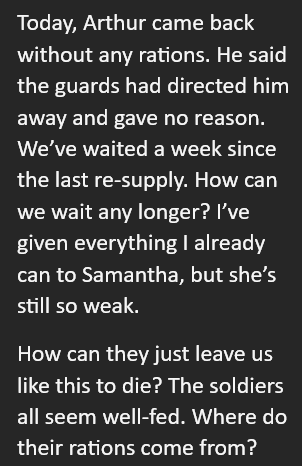 Today, Arthur came back
without any rations. He said
the guards had directed him
away and gave no reason.
We’ve waited a week since
the last re-supply. How can
we wait any longer? I’ve
given everything I already
can to Samantha, but she’s
still so weak.
How can they just leave us
like this to die? The soldiers
all seem well-fed. Where do
their rations come from?